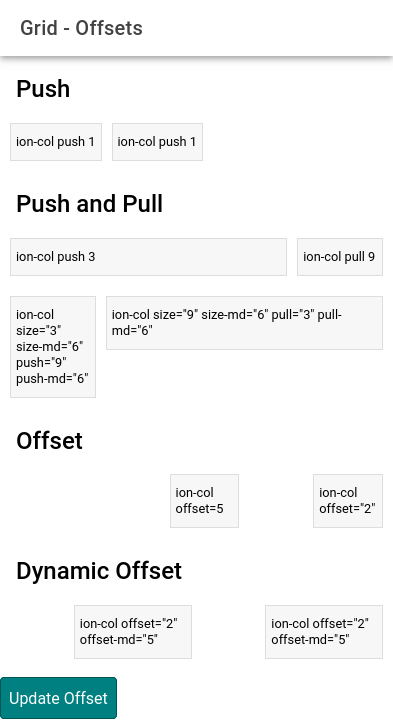 Grid - Offsets
Push
ion-col push 1
ion-col push 1
Push and Pull
ion-col push 3
ion-col pull 9
ion-col
size="3"
size-md="6"
push="9"
push-md="6"
ion-col size="9" size-md="6" pull="3" pull-
md="6"
Offset
ion-col
offset=5
ion-col
offset="2"
Dynamic Offset
ion-col offset="2"
offset-md="5"
ion-col offset="2"
offset-md="5"
Update Offset